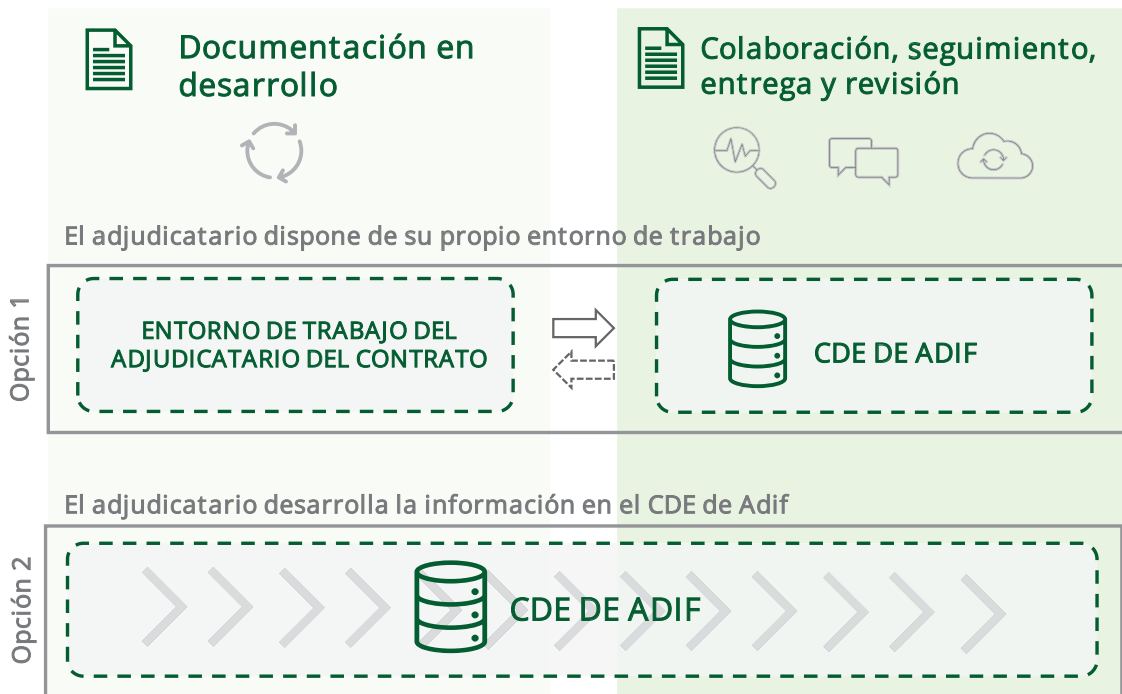 Documentación en
desarrollo
Colaboración, seguimiento,
entrega y revisión
El adjudicatario dispone de su propio entorno de trabajo
Opción 1
ENTORNO DE TRABAJO DEL
ADJUDICATARIO DEL CONTRATO
CDE DE ADIF
El adjudicatario desarrolla la información en el CDE de Adif
Opción 2
CDE DE ADIF